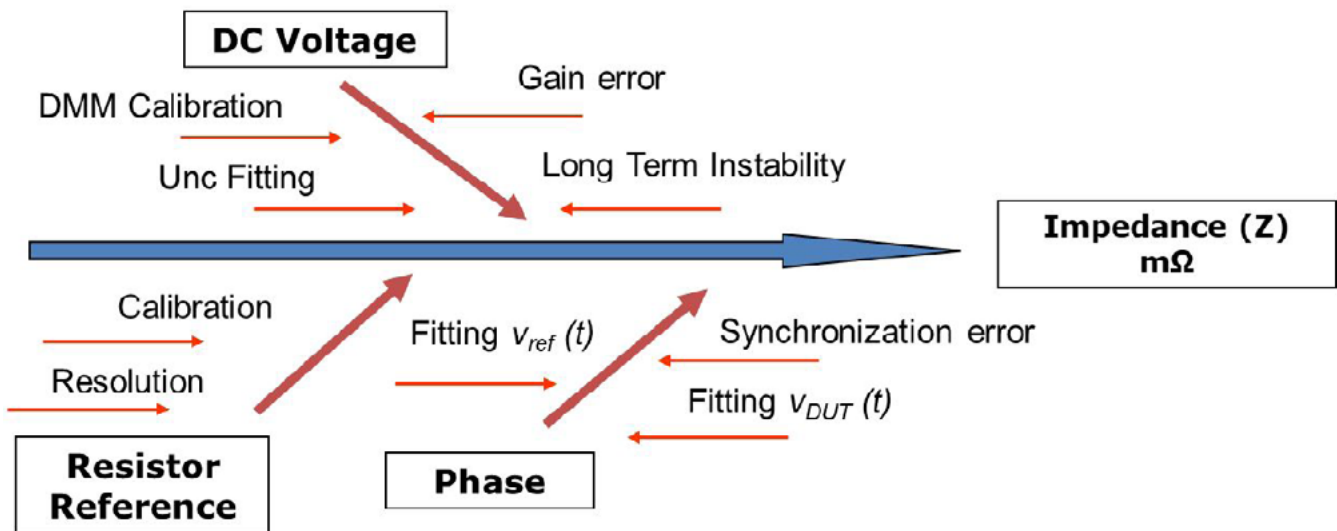 DC Voltage
Gain error
DMM Calibration
Unc Fitting
Long Term Instability
Impedance (Z)
mΩ
Calibration
Fitting v_ref (t)
Synchronization error
Resolution
Fitting v_DUT (t)
Resistor
Reference
Phase